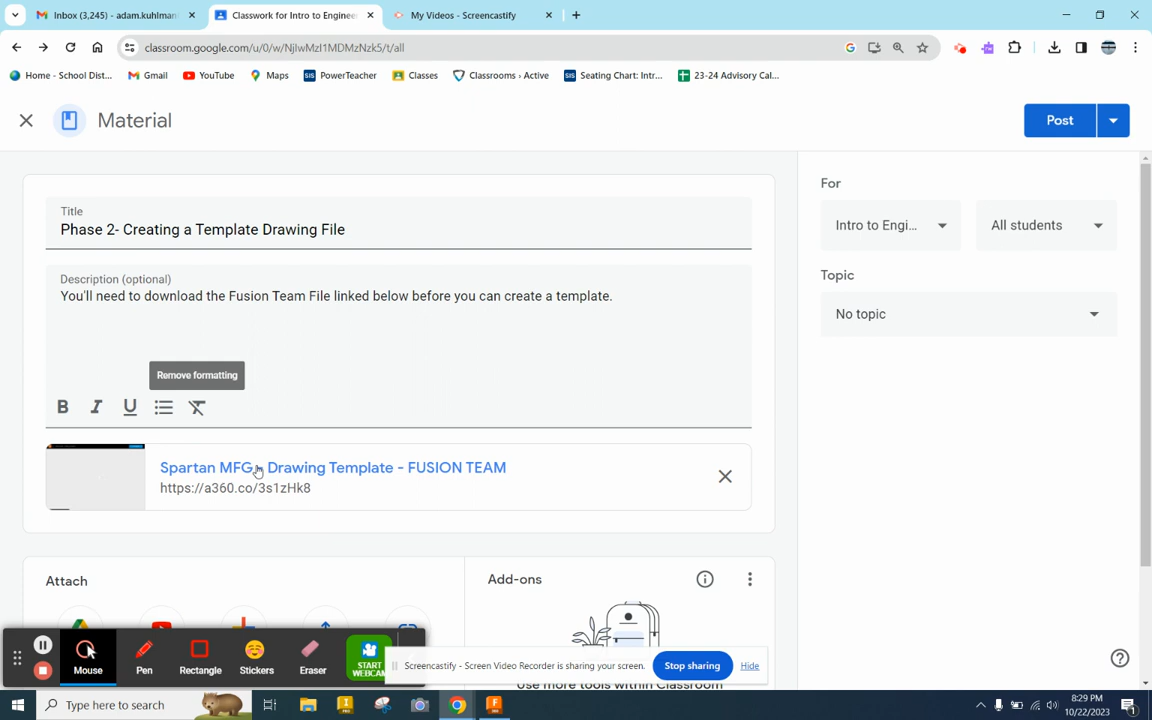 Inbox (3,245) - adam.kuhlman
Classwork for Intro to Enginee
My Videos - Screencastify
classroom.google.com/u/0/w/NjIwMzI1MDMzNzk5/t/all
Home - School Dist...
Gmail
YouTube
Maps
PowerTeacher
Classes
Classrooms › Active
Seating Chart: Intr...
23-24 Advisory Cal...
Material
Post
Title
Phase 2- Creating a Template Drawing File
Description (optional)
You'll need to download the Fusion Team File linked below before you can create a template.
Remove formatting
B I U
Spartan MFG - Drawing Template - FUSION TEAM
https://a360.co/3s1zHk8
For
Intro to Engi...
All students
Topic
No topic
Attach
Add-ons
Use more tools within Classroom
Mouse
Pen
Rectangle
Stickers
Eraser
START
WEBCAM
Screencastify - Screen Video Recorder is sharing your screen.
Stop sharing
Hide
Type here to search
8:29 PM
10/22/2023
1